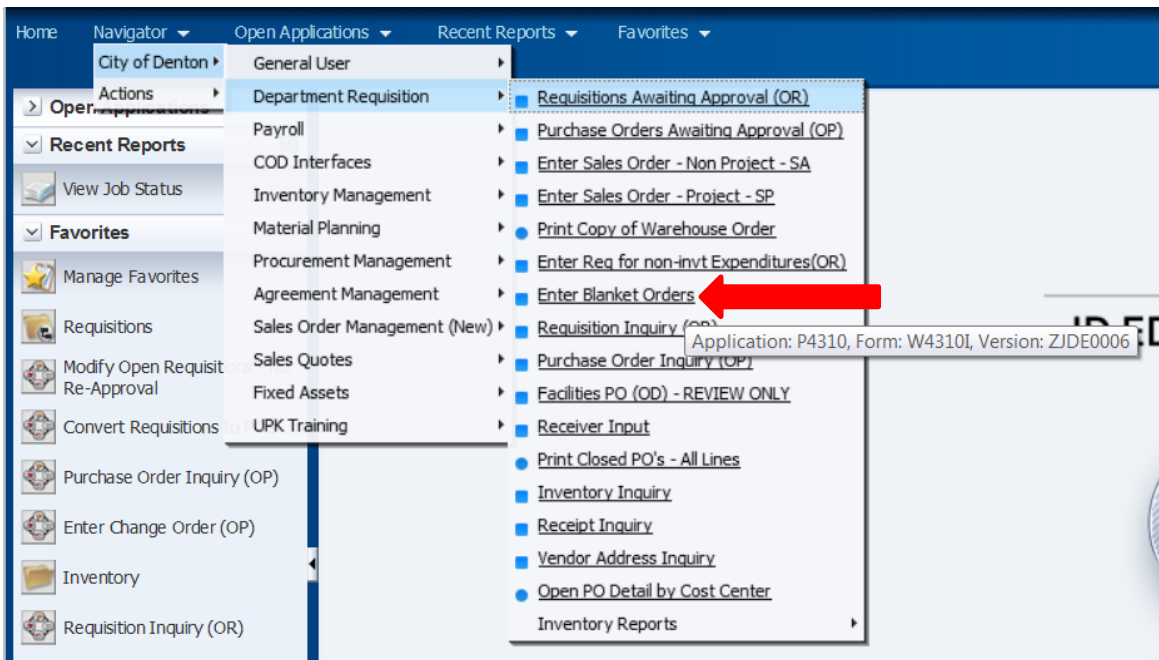 Home Navigator Open Applications Recent Reports Favorites
City of Denton
Actions
General User
Department Requisition
Payroll
COD Interfaces
Inventory Management
Material Planning
Procurement Management
Agreement Management
Sales Order Management (New)
Sales Quotes
Fixed Assets
UPK Training
Requisitions Awaiting Approval (OR)
Purchase Orders Awaiting Approval (OP)
Enter Sales Order - Non Project - SA
Enter Sales Order - Project - SP
Print Copy of Warehouse Order
Enter Req for non-invt Expenditures(OR)
Enter Blanket Orders
Requisition Inquiry (OR)
Application: P4310, Form: W4310I, Version: ZJDE0006
Purchase Order Inquiry (OP)
Facilities PO (OD) - REVIEW ONLY
Receiver Input
Print Closed PO's - All Lines
Inventory Inquiry
Receipt Inquiry
Vendor Address Inquiry
Open PO Detail by Cost Center
Inventory Reports
Open Applications
Recent Reports
View Job Status
Favorites
Manage Favorites
Requisitions
Modify Open Requisit
Re-Approval
Convert Requisitions to
Purchase Order Inquiry (OP)
Enter Change Order (OP)
Inventory
Requisition Inquiry (OR)